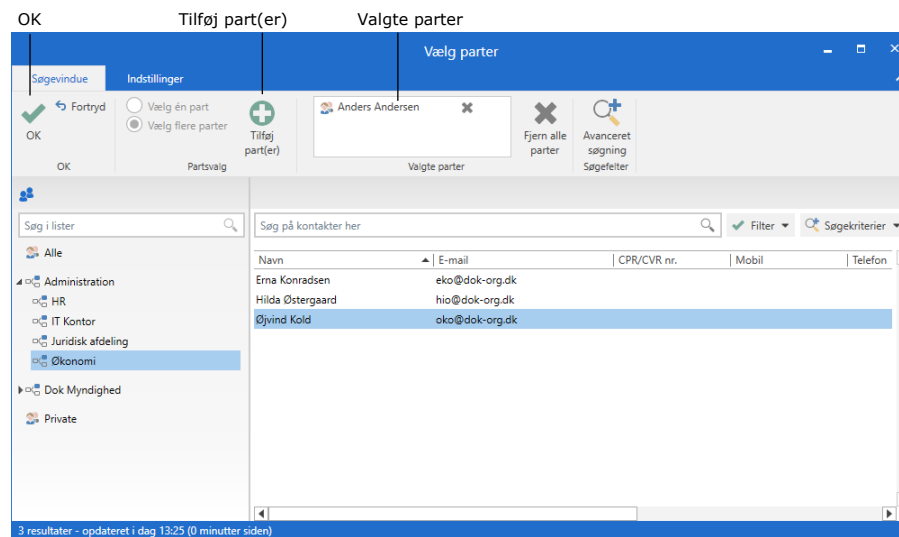 OK Tilføj part(er) Valgte parter
Vælg parter
Søgevindue Indstillinger
OK
Fortryd
OK
Vælg én part
Vælg flere parter
Partsvalg
Tilføj
part(er)
Anders Andersen
Valgte parter
Fjern alle
parter
Avanceret
søgning
Søgefelter
Søg i lister
Alle
Administration
HR
IT Kontor
Juridisk afdeling
Økonomi
Dok Myndighed
Private
Søg på kontakter her
Filter
Søgekriterier
Navn E-mail CPR/CVR nr. Mobil Telefon
Erna Konradsen eko@dok-org.dk
Hilda Østergaard hio@dok-org.dk
Øjvind Kold oko@dok-org.dk
3 resultater - opdateret i dag 13:25 (0 minutter siden)